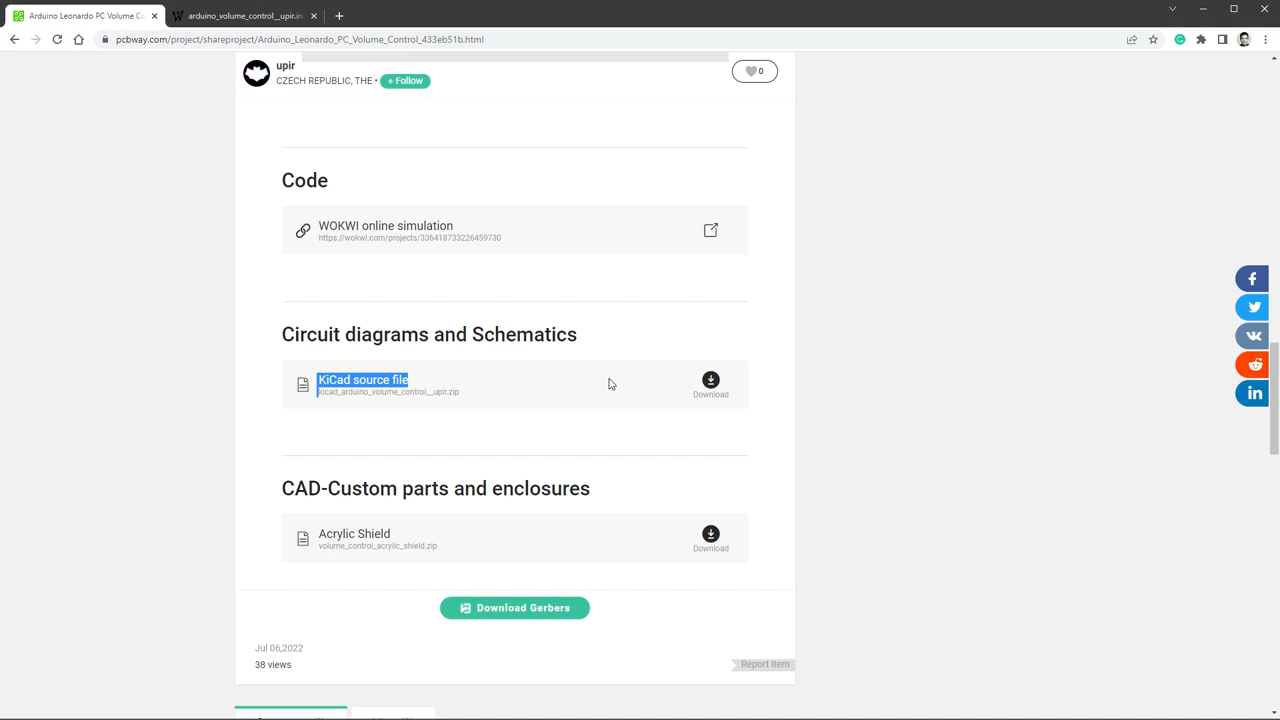 Arduino Leonardo PC Volume Co
arduino_volume_control__upir.in
pcbway.com/project/shareproject/Arduino_Leonardo_PC_Volume_Control_433eb51b.html
upir
CZECH REPUBLIC, THE •
+ Follow
0
Code
WOKWI online simulation
https://wokwi.com/projects/336418733226459730
Circuit diagrams and Schematics
KiCad source file
kicad_arduino_volume_control__upir.zip
Download
CAD-Custom parts and enclosures
Acrylic Shield
volume_control_acrylic_shield.zip
Download
Download Gerbers
Jul 06,2022
38 views
Report item